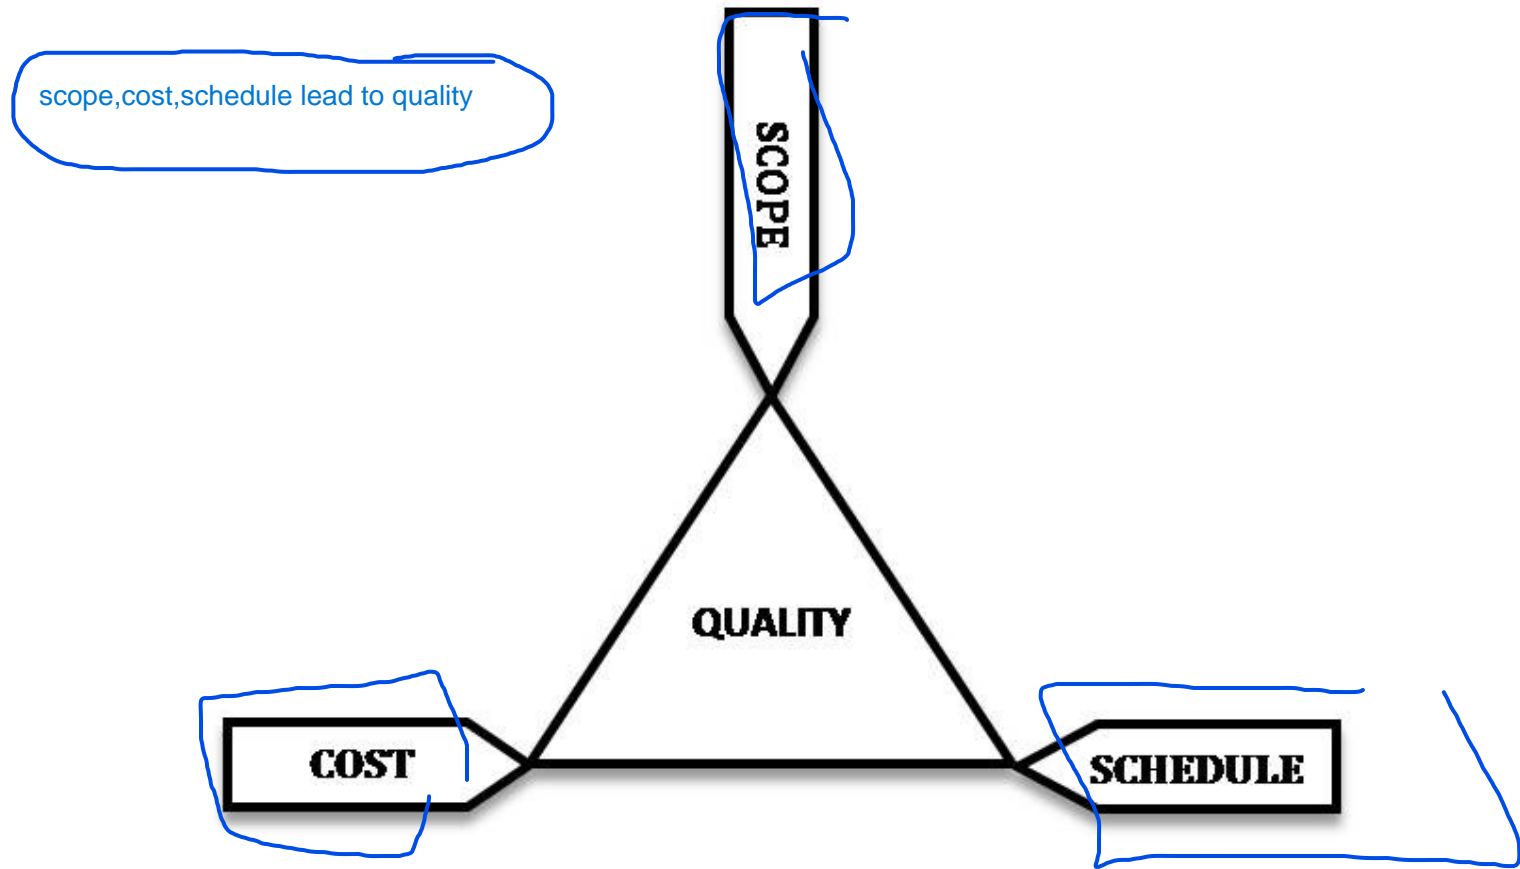 scope,cost,schedule lead to quality
SCOPE
QUALITY
COST
SCHEDULE